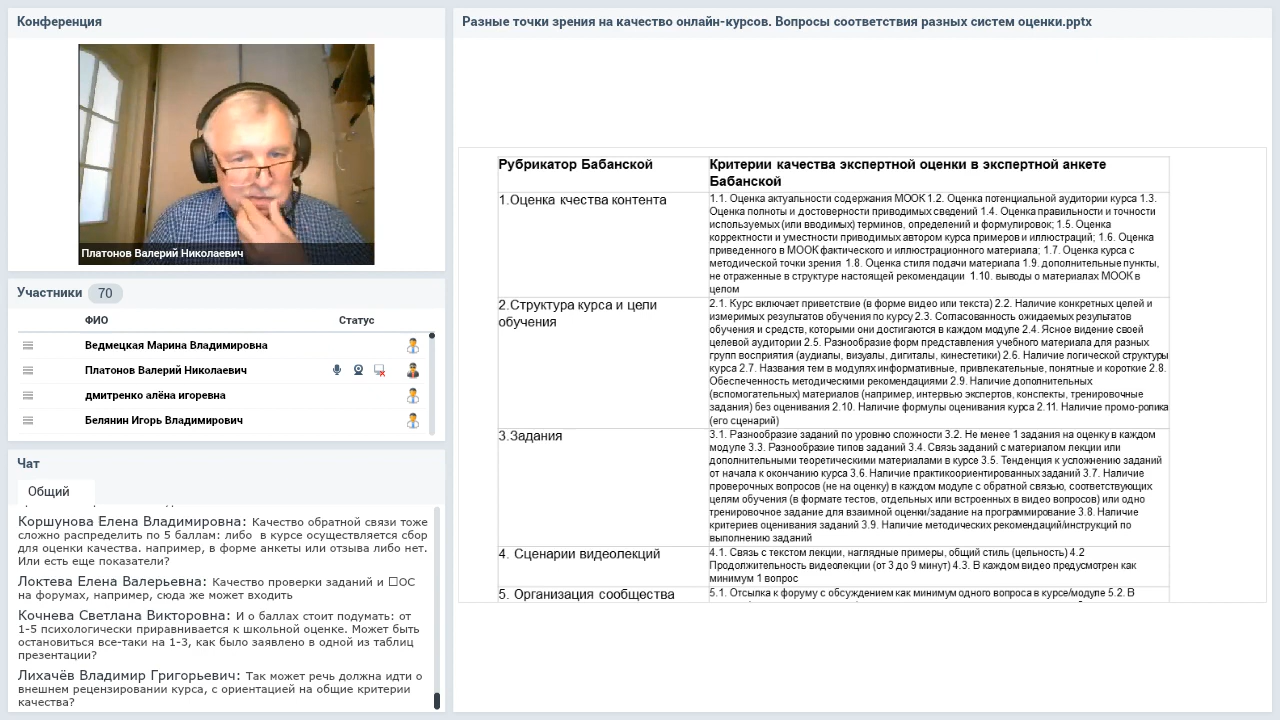 Конференция
Платонов Валерий Николаевич
Участники 70
ФИО Статус
Ведмецкая Марина Владимировна
Платонов Валерий Николаевич
дмитренко алёна игоревна
Белянин Игорь Владимирович
Чат
Общий
Коршунова Елена Владимировна: Качество обратной связи тоже
сложно распределить по 5 баллам: либо в курсе осуществляется сбор
для оценки качества. например, в форме анкеты или отзыва либо нет.
Или есть еще показатели?
Локтева Елена Валерьевна: Качество проверки заданий и □ОС
на форумах, например, сюда же может входить
Кочнева Светлана Викторовна: И о баллах стоит подумать: от
1-5 психологически приравнивается к школьной оценке. Может быть
остановиться все-таки на 1-3, как было заявлено в одной из таблиц
презентации?
Лихачёв Владимир Григорьевич: Так может речь должна идти о
внешнем рецензировании курса, с ориентацией на общие критерии
качества?
Разные точки зрения на качество онлайн-курсов. Вопросы соответствия разных систем оценки.pptx
Рубрикатор Бабанской
Критерии качества экспертной оценки в экспертной анкете
Бабанской
1.Оценка кчества контента
1.1. Оценка актуальности содержания МООК 1.2. Оценка потенциальной аудитории курса 1.3.
Оценка полноты и достоверности приводимых сведений 1.4. Оценка правильности и точности
используемых (или вводимых) терминов, определений и формулировок; 1.5. Оценка
корректности и уместности приводимых автором курса примеров и иллюстраций; 1.6. Оценка
приведенного в МООК фактического и иллюстрационного материала; 1.7. Оценка курса с
методической точки зрения 1.8. Оценка стиля подачи материала 1.9. дополнительные пункты,
не отраженные в структуре настоящей рекомендации 1.10. выводы о материалах МООК в
целом
2.Структура курса и цели
обучения
2.1. Курс включает приветствие (в форме видео или текста) 2.2. Наличие конкретных целей и
измеримых результатов обучения по курсу 2.3. Согласованность ожидаемых результатов
обучения и средств, которыми они достигаются в каждом модуле 2.4. Ясное видение своей
целевой аудитории 2.5. Разнообразие форм представления учебного материала для разных
групп восприятия (аудиалы, визуалы, дигиталы, кинестетики) 2.6. Наличие логической структуры
курса 2.7. Названия тем в модулях информативные, привлекательные, понятные и короткие 2.8.
Обеспеченность методическими рекомендациями 2.9. Наличие дополнительных
(вспомогательных) материалов (например, интервью экспертов, конспекты, тренировочные
задания) без оценивания 2.10. Наличие формулы оценивания курса 2.11. Наличие промо-ролика
(его сценарий)
3.Задания
3.1. Разнообразие заданий по уровню сложности 3.2. Не менее 1 задания на оценку в каждом
модуле 3.3. Разнообразие типов заданий 3.4. Связь заданий с материалом лекции или
дополнительными теоретическими материалами в курсе 3.5. Тенденция к усложнению заданий
от начала к окончанию курса 3.6. Наличие практикоориентированных заданий 3.7. Наличие
проверочных вопросов (не на оценку) в каждом модуле с обратной связью, соответствующих
целям обучения (в формате тестов, отдельных или встроенных в видео вопросов) или одно
тренировочное задание для взаимной оценки/задание на программирование 3.8. Наличие
критериев оценивания заданий 3.9. Наличие методических рекомендаций/инструкций по
выполнению заданий
4. Сценарии видеолекций
4.1. Связь с текстом лекции, наглядные примеры, общий стиль (цельность) 4.2
Продолжительность видеолекции (от 3 до 9 минут) 4.3. В каждом видео предусмотрен как
минимум 1 вопрос
5. Организация сообщества
5.1. Отсылка к форуму с обсуждением как минимум одного вопроса в курсе/модуле 5.2. В